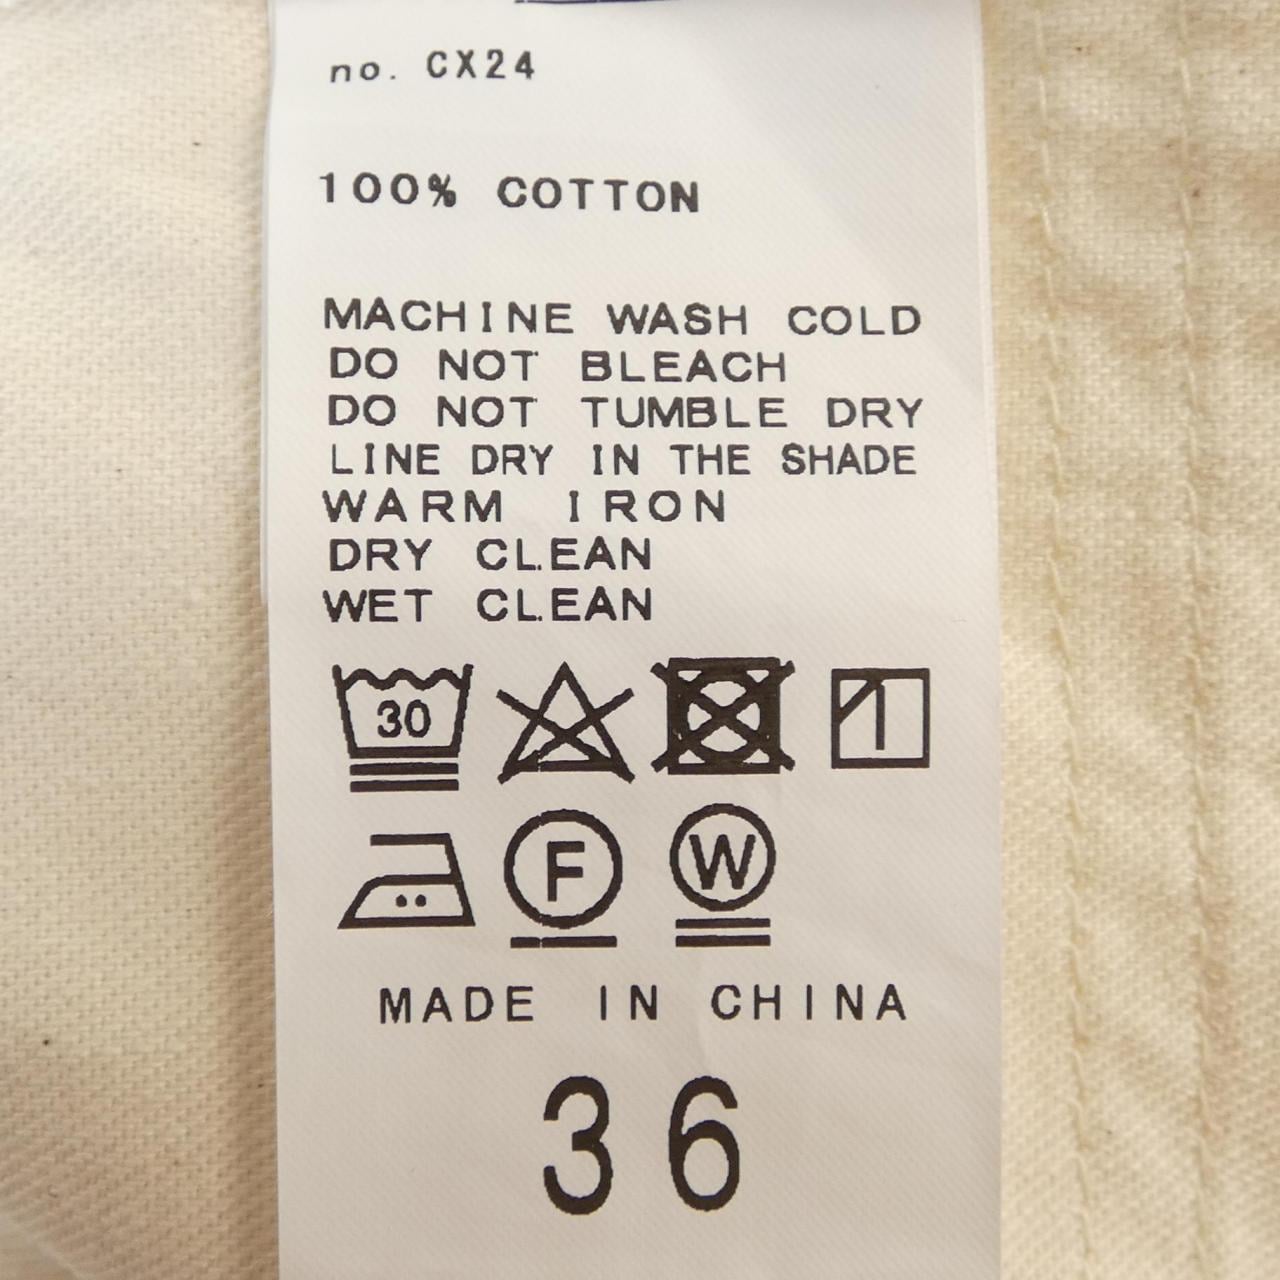 no. CX24
100% COTTON
MACHINE WASH COLD
DO NOT BLEACH
DO NOT TUMBLE DRY
LINE DRY IN THE SHADE
WARM IRON
DRY CLEAN
WET CLEAN
30
F W
MADE IN CHINA
36